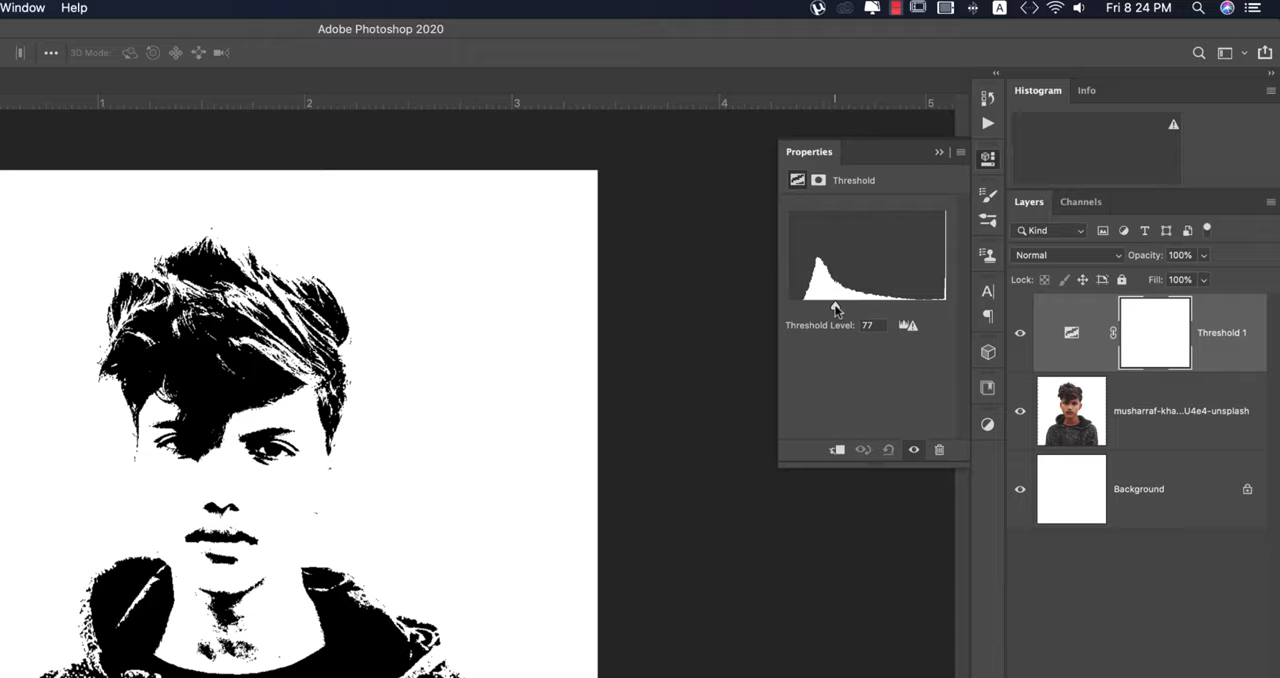 Window Help
A
Fri 8 24 PM
Adobe Photoshop 2020
3D Mode:
1 2 3 4 5
Histogram Info
Properties
Threshold
Layers Channels
Kind
Normal Opacity: 100%
Lock: Fill: 100%
Threshold Level: 77
Threshold 1
musharraf-kha...U4e4-unsplash
Background